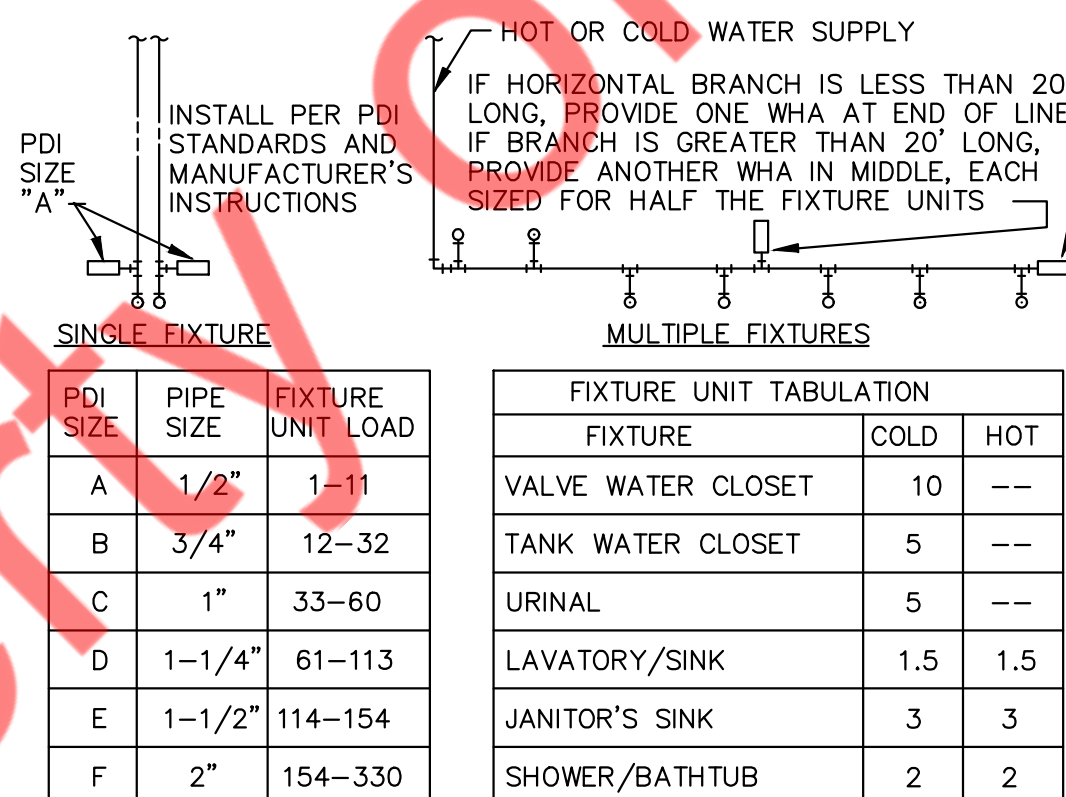 HOT OR COLD WATER SUPPLY
IF HORIZONTAL BRANCH IS LESS THAN 20
LONG, PROVIDE ONE WHA AT END OF LINE
IF BRANCH IS GREATER THAN 20' LONG,
PROVIDE ANOTHER WHA IN MIDDLE, EACH
SIZED FOR HALF THE FIXTURE UNITS
INSTALL PER PDI
STANDARDS AND
MANUFACTURER'S
INSTRUCTIONS
PDI
SIZE
"A"
SINGLE FIXTURE
MULTIPLE FIXTURES
PDI SIZE PIPE SIZE FIXTURE UNIT LOAD
A 1/2" 1-11
B 3/4" 12-32
C 1" 33-60
D 1-1/4" 61-113
E 1-1/2" 114-154
F 2" 154-330
FIXTURE UNIT TABULATION
FIXTURE COLD HOT
VALVE WATER CLOSET 10 --
TANK WATER CLOSET 5 --
URINAL 5 --
LAVATORY/SINK 1.5 1.5
JANITOR'S SINK 3 3
SHOWER/BATHTUB 2 2